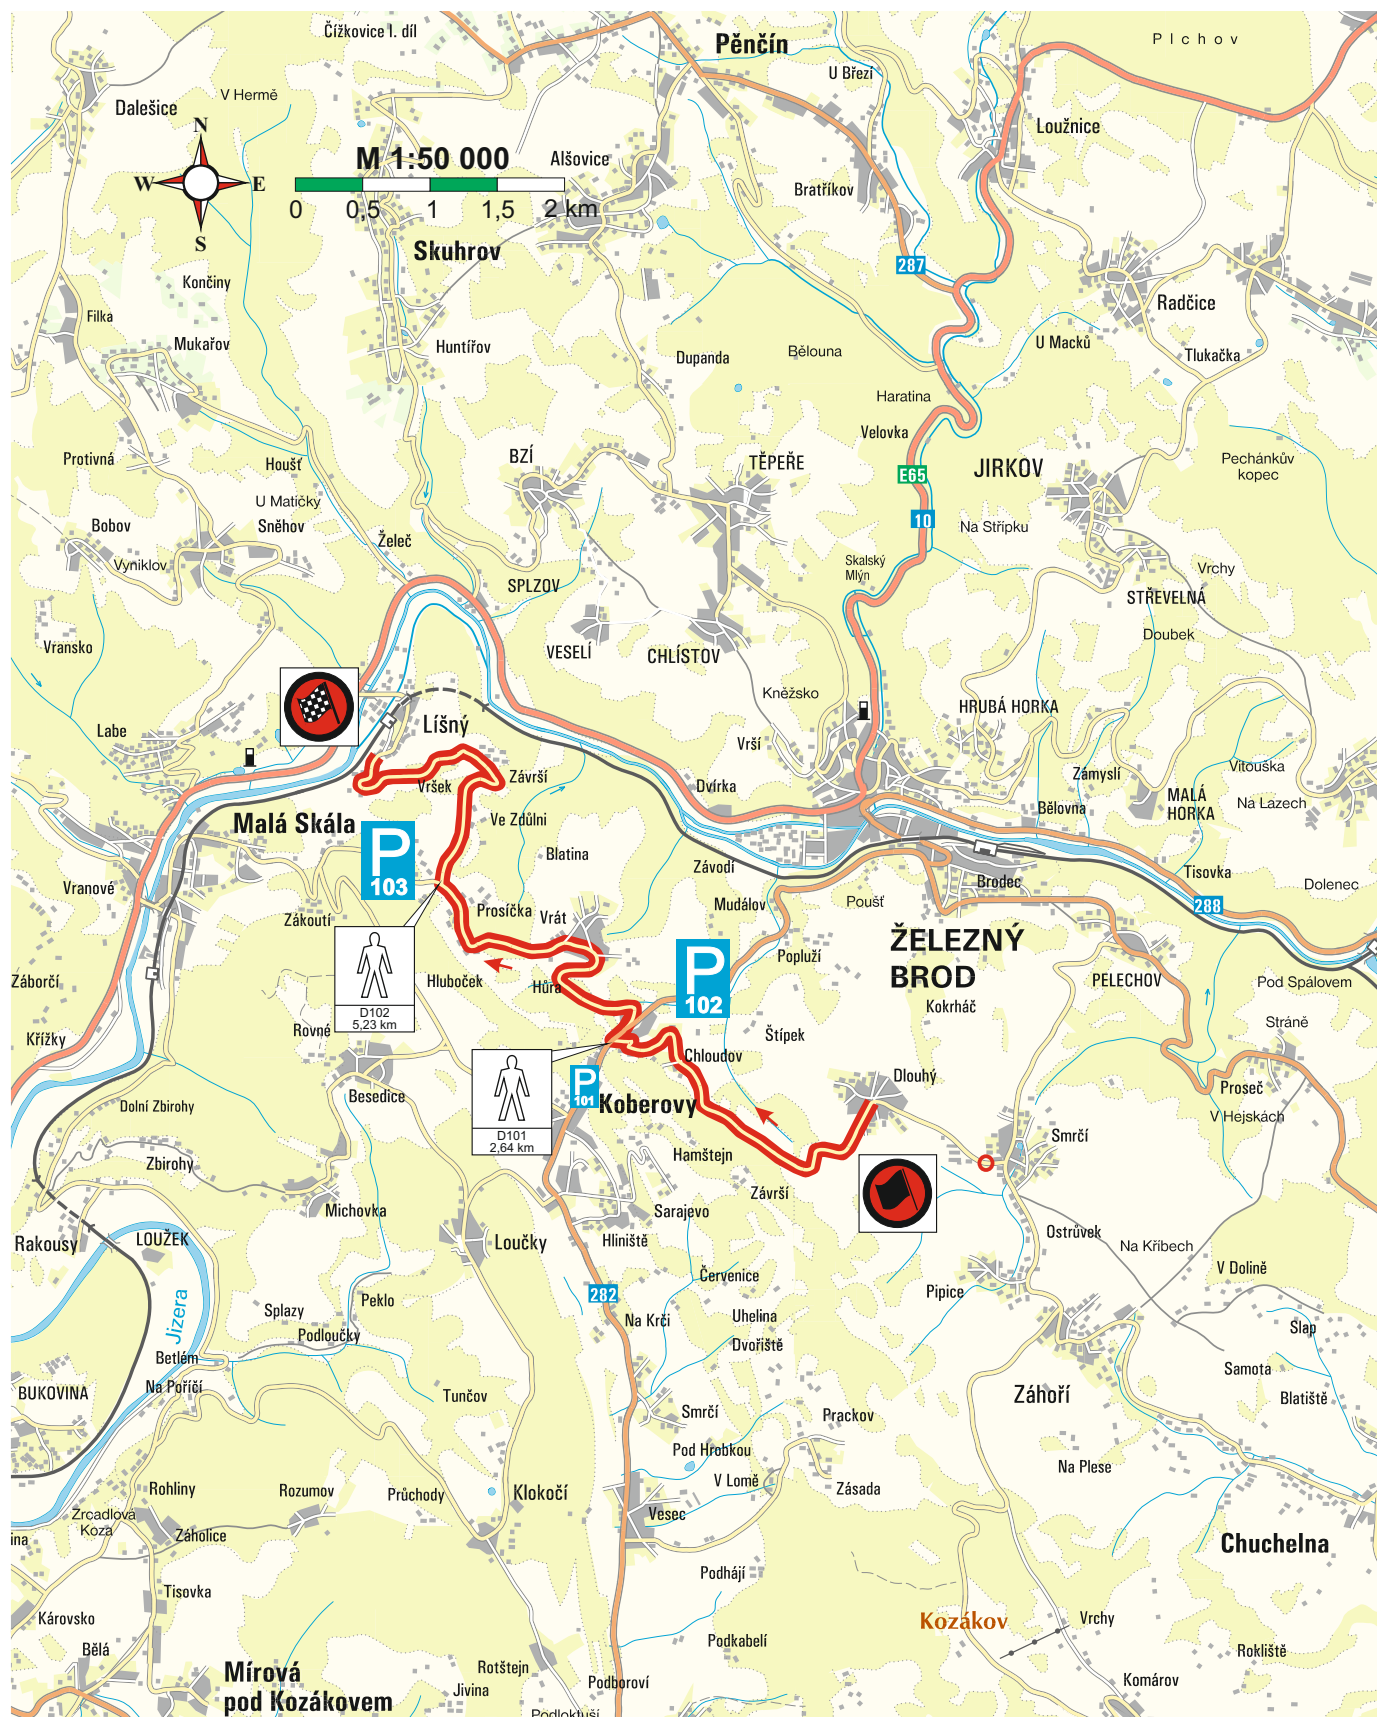 Čížkovice I. díl
Pěnčín
Plchov
U Březí
Dalešice
V Hermě
N
W
E
S
M 1:50 000
0
0,5
1
1,5
2 km
Alšovice
Loužnice
Bratříkov
Skuhrov
287
Končiny
Radčice
Filka
Mukařov
Huntířov
Dupanda
Bělouna
U Macků
Tlukačka
Haratina
Velovka
Protivná
Houšť
BZÍ
TĚPEŘE
E65
JIRKOV
Pechánkův
kopec
U Matičky
Bobov
Sněhov
10
Na Střípku
Vyniklov
Želeč
Skalský
Mlýn
Vrchy
SPLZOV
STŘEVELNÁ
Doubek
Vransko
VESELÍ
CHLÍSTOV
Kněžsko
HRUBÁ HORKA
Labe
Líšný
Vrší
Vršek
Závrší
Dvírka
Zámyslí
Vitouska
MALÁ
HORKA
Na Lazech
Bělovna
Malá Skála
Ve Zdůlni
Blatina
P
103
Závodí
Tisovka
Vranové
Brodec
Dolenec
288
Zákoutí
Prosíčka
Vrát
Mudálov
Poušť
ŽELEZNÝ
BROD
Popluží
PELECHOV
Záborčí
Hluboček
Hůra
P
102
Pod Spálovem
Kokrháč
D102
5,23 km
Rovné
Štípek
Stráně
Křížky
Chloudov
Dlouhý
Proseč
P
101
Besedice
Koberovy
Dolní Zbirohy
V Hejskách
D101
2,64 km
Smrčí
Zbirohy
Hamštejn
Závrší
Michovka
Sarajevo
Rakousy
LOUŽEK
Loučky
Hliniště
Ostrůvek
Na Kříbech
V Dolině
Červenice
Jizera
Peklo
282
Pipice
Splazy
Uhelina
Na Krči
Podloučky
Dvořiště
Slap
Betlém
Samota
Na Poříčí
BUKOVINA
Tunčov
Záhoří
Blatiště
Smrčí
Prackov
Pod Hrobkou
Na Plese
V Lomě
Zásada
Rohliny
Rozumov
Průchody
Klokočí
Zrcadlová
Koza
Vesec
Záholice
ina
Chuchelna
Podhájí
Tisovka
Károvsko
Kozákov
Vrchy
Podkabelí
Bělá
Rokliště
Mírová
pod Kozákovem
Rotštejn
Podboroví
Komárov
Jivina
Podloktuší